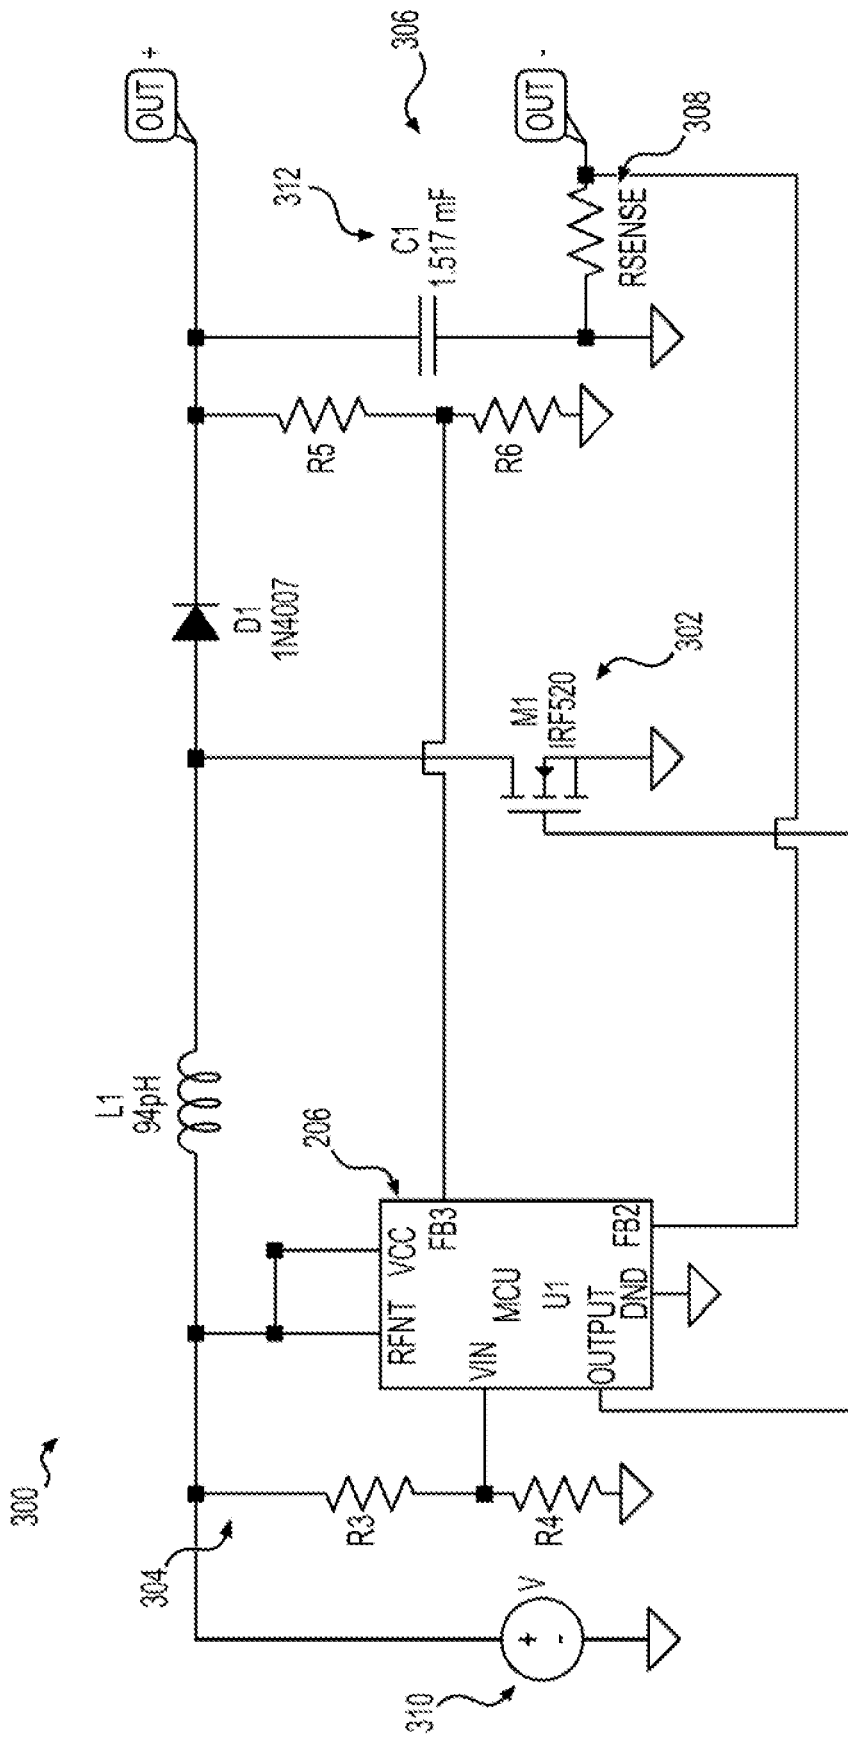 300
304
310
V
+
-
R3
R4
L1
94pH
206
RFNT
VCC
VIN
MCU
U1
FB3
OUTPUT
DND
FB2
M1
IRF520
302
D1
1N4007
R5
R6
312
C1
1.517 mF
306
RSENSE
308
OUT +
OUT -